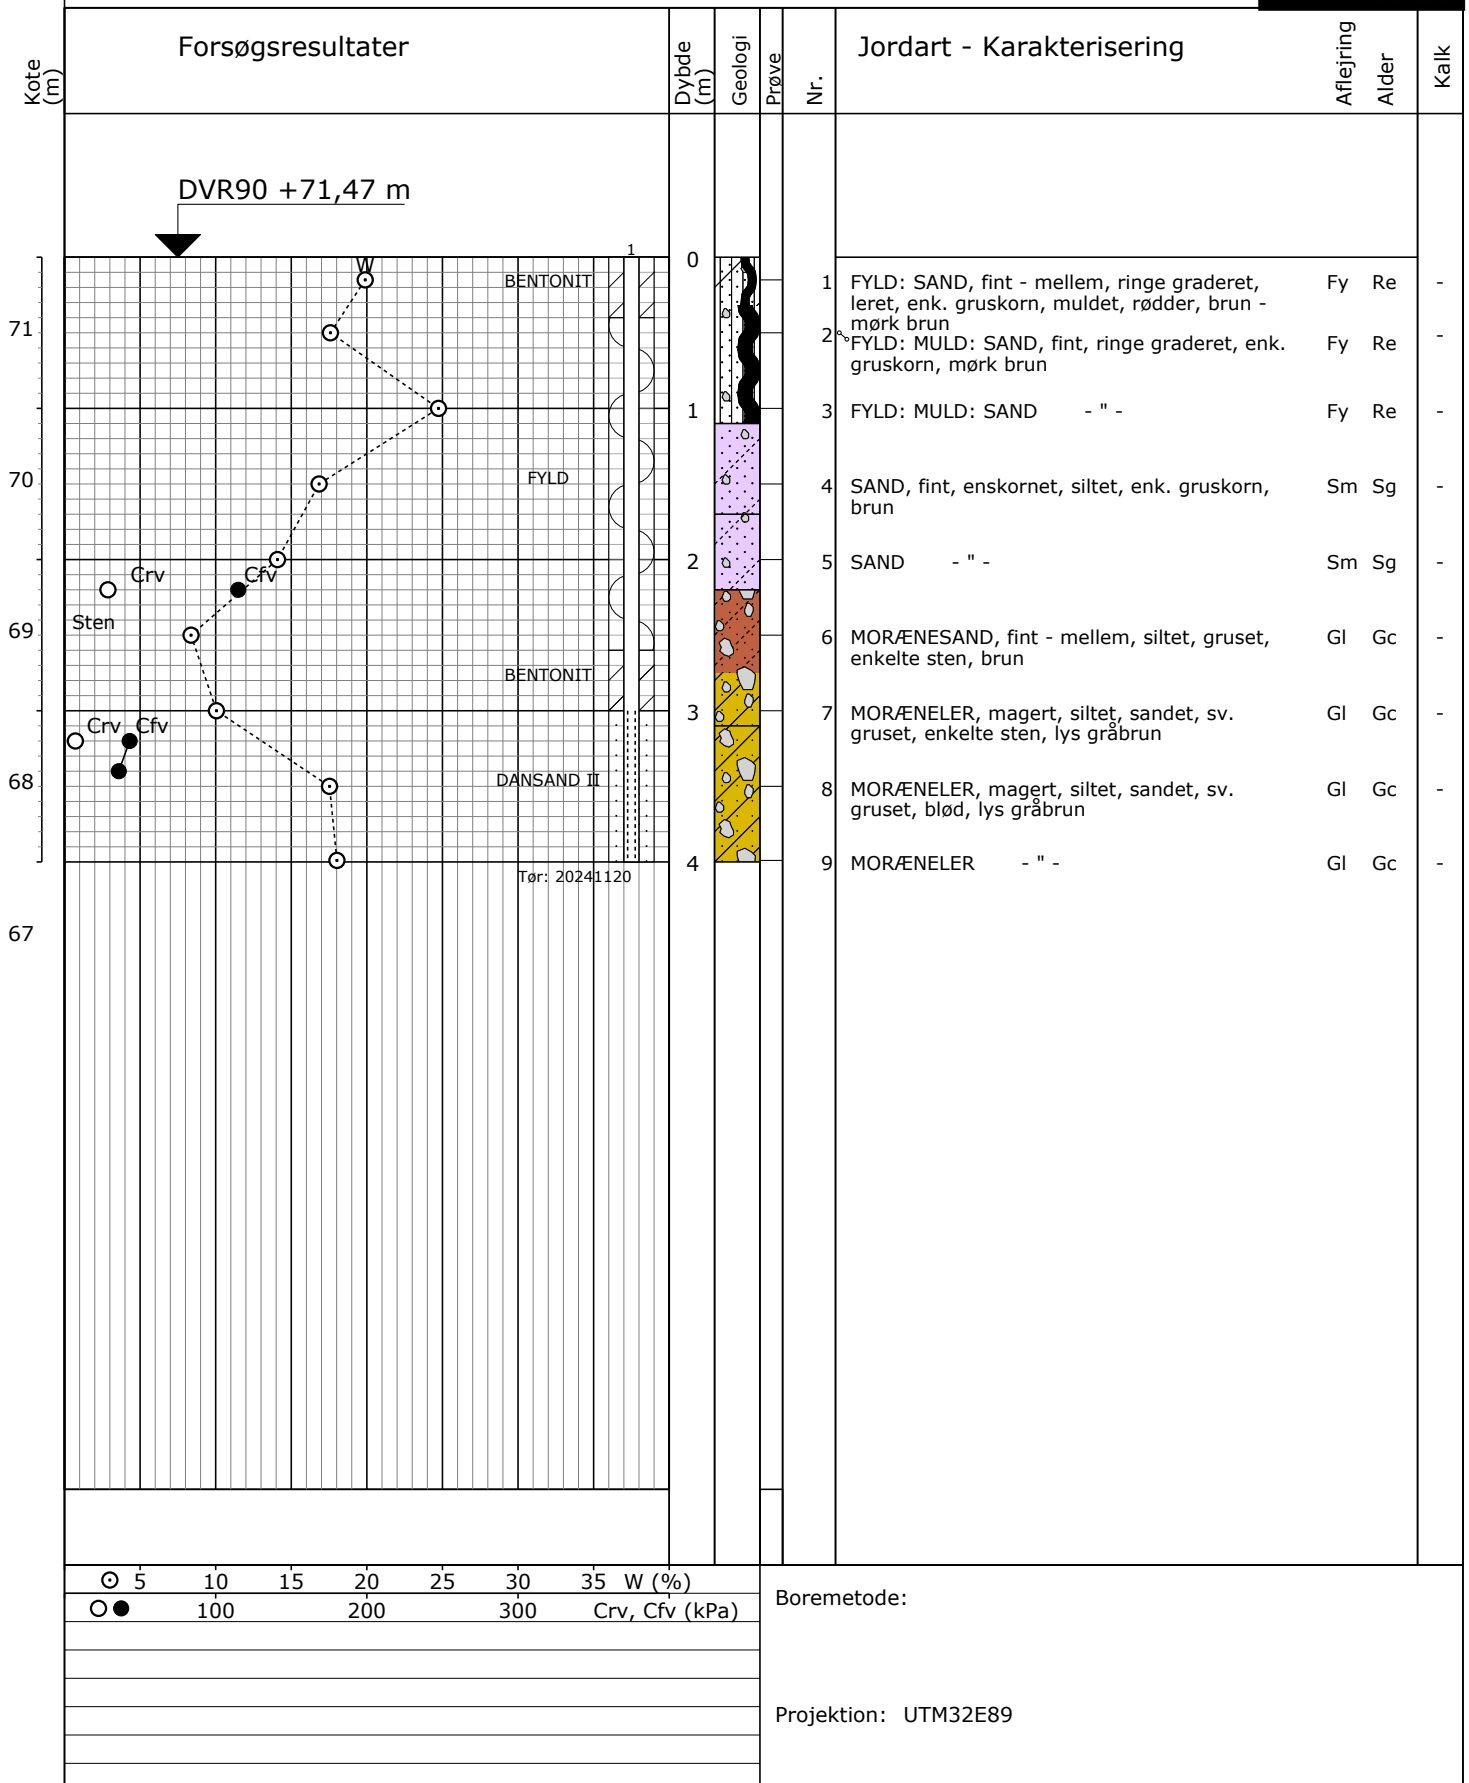 Kote (m)
Forsøgsresultater
Dybde (m)
Geologi
Prøve
Nr.
Jordart - Karakterisering
Aflejring
Alder
Kalk
DVR90 +71,47 m
1
W
0
BENTONIT
1 FYLD: SAND, fint - mellem, ringe graderet, Fy Re -
leret, enk. gruskorn, muldet, rødder, brun -
mørk brun
71
2 FYLD: MULD: SAND, fint, ringe graderet, enk. Fy Re -
gruskorn, mørk brun
1
3 FYLD: MULD: SAND - " - Fy Re -
70
FYLD
4 SAND, fint, enskornet, siltet, enk. gruskorn, Sm Sg -
brun
2
5 SAND - " - Sm Sg -
Crv
Cfv
Sten
69
6 MORÆNESAND, fint - mellem, siltet, gruset, Gl Gc -
enkelte sten, brun
BENTONIT
3
7 MORÆNELER, magert, siltet, sandet, sv. Gl Gc -
gruset, enkelte sten, lys gråbrun
Crv Cfv
68
DANSAND II
8 MORÆNELER, magert, siltet, sandet, sv. Gl Gc -
gruset, blød, lys gråbrun
4
9 MORÆNELER - " - Gl Gc -
Tør: 20241120
67
5 10 15 20 25 30 35 W (%)
100 200 300 Crv, Cfv (kPa)
Boremetode:
Projektion: UTM32E89